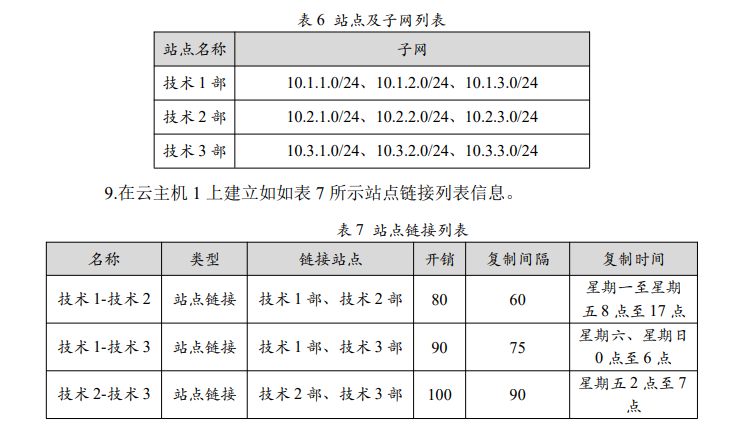 表 6 站点及子网列表
站点名称 子网
技术 1 部 10.1.1.0/24、10.1.2.0/24、10.1.3.0/24
技术 2 部 10.2.1.0/24、10.2.2.0/24、10.2.3.0/24
技术 3 部 10.3.1.0/24、10.3.2.0/24、10.3.3.0/24
9.在云主机 1 上建立如如表 7 所示站点链接列表信息。
表 7 站点链接列表
名称 类型 链接站点 开销 复制间隔 复制时间
技术 1-技术 2 站点链接 技术 1 部、技术 2 部 80 60 星期一至星期
五 8 点至 17 点
技术 1-技术 3 站点链接 技术 1 部、技术 3 部 90 75 星期六、星期日
0 点至 6 点
技术 2-技术 3 站点链接 技术 2 部、技术 3 部 100 90 星期五 2 点至 7
点